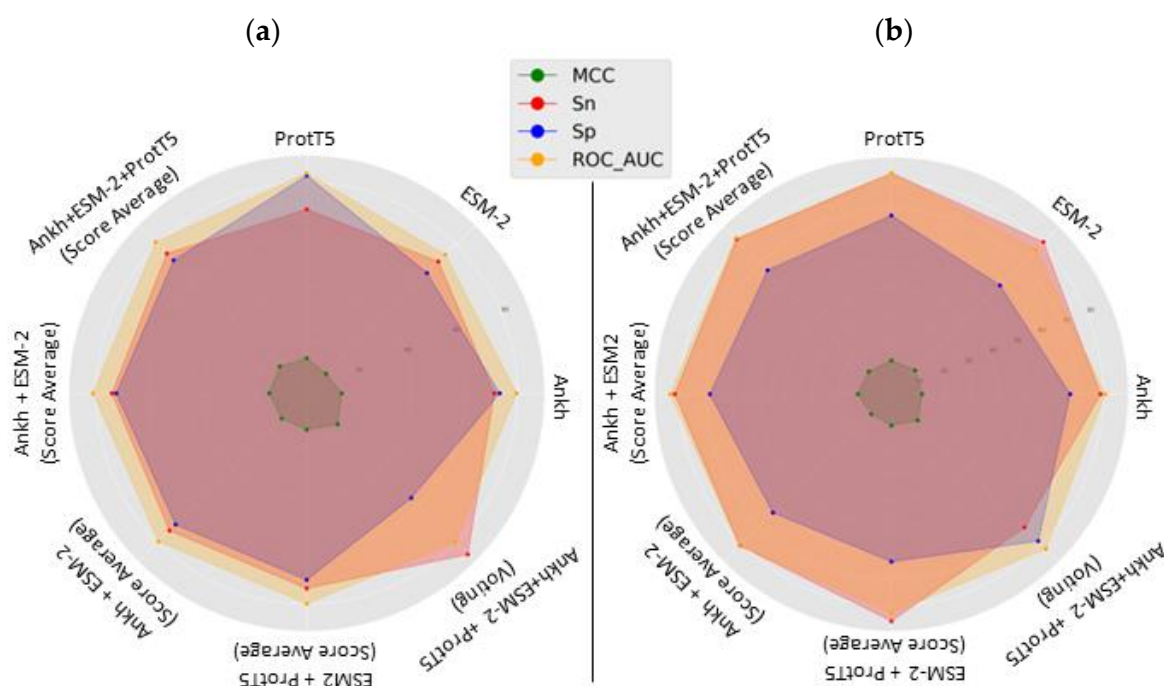 (a)
(b)
MCC
Sn
Sp
ROC_AUC
ProtT5
ESM-2
Ankh
Ankh+ESM-2 +ProtT5
(Voting)
ESM2 + ProtT5
(Score Average)
Ankh + ESM-2
(Score Average)
Ankh + ESM-2
(Score Average)
Ankh+ESM-2+ProtT5
(Score Average)
ProtT5
ESM-2
Ankh
Ankh+ESM-2 +ProtT5
(Voting)
ESM-2 + ProtT5
(Score Average)
Ankh + ESM-2
(Score Average)
Ankh + ESM2
(Score Average)
Ankh+ESM-2+ProtT5
(Score Average)